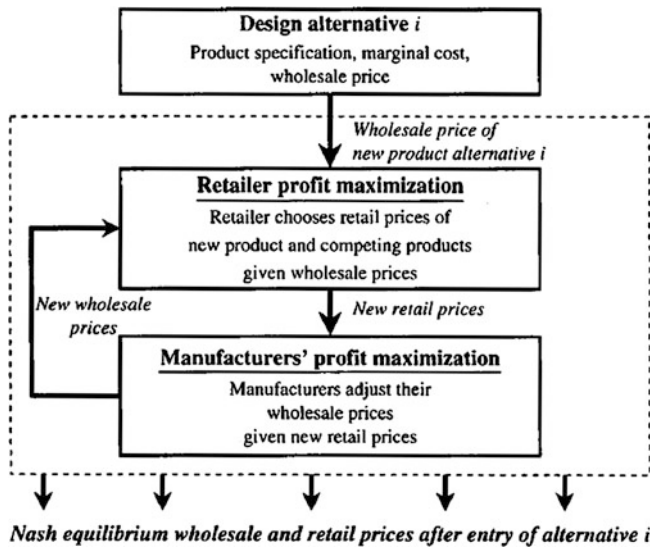 Design alternative i
Product specification, marginal cost,
wholesale price
Wholesale price of
new product alternative i
Retailer profit maximization
Retailer chooses retail prices of
new product and competing products
given wholesale prices
New wholesale
prices
New retail prices
Manufacturers' profit maximization
Manufacturers adjust their
wholesale prices
given new retail prices
Nash equilibrium wholesale and retail prices after entry of alternative i